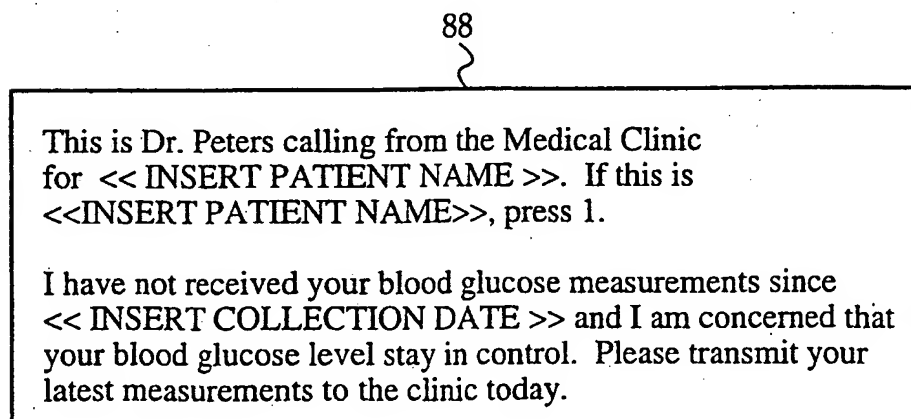 88
This is Dr. Peters calling from the Medical Clinic
for << INSERT PATIENT NAME >>. If this is
<<INSERT PATIENT NAME>>, press 1.
I have not received your blood glucose measurements since
<< INSERT COLLECTION DATE >> and I am concerned that
your blood glucose level stay in control. Please transmit your
latest measurements to the clinic today.